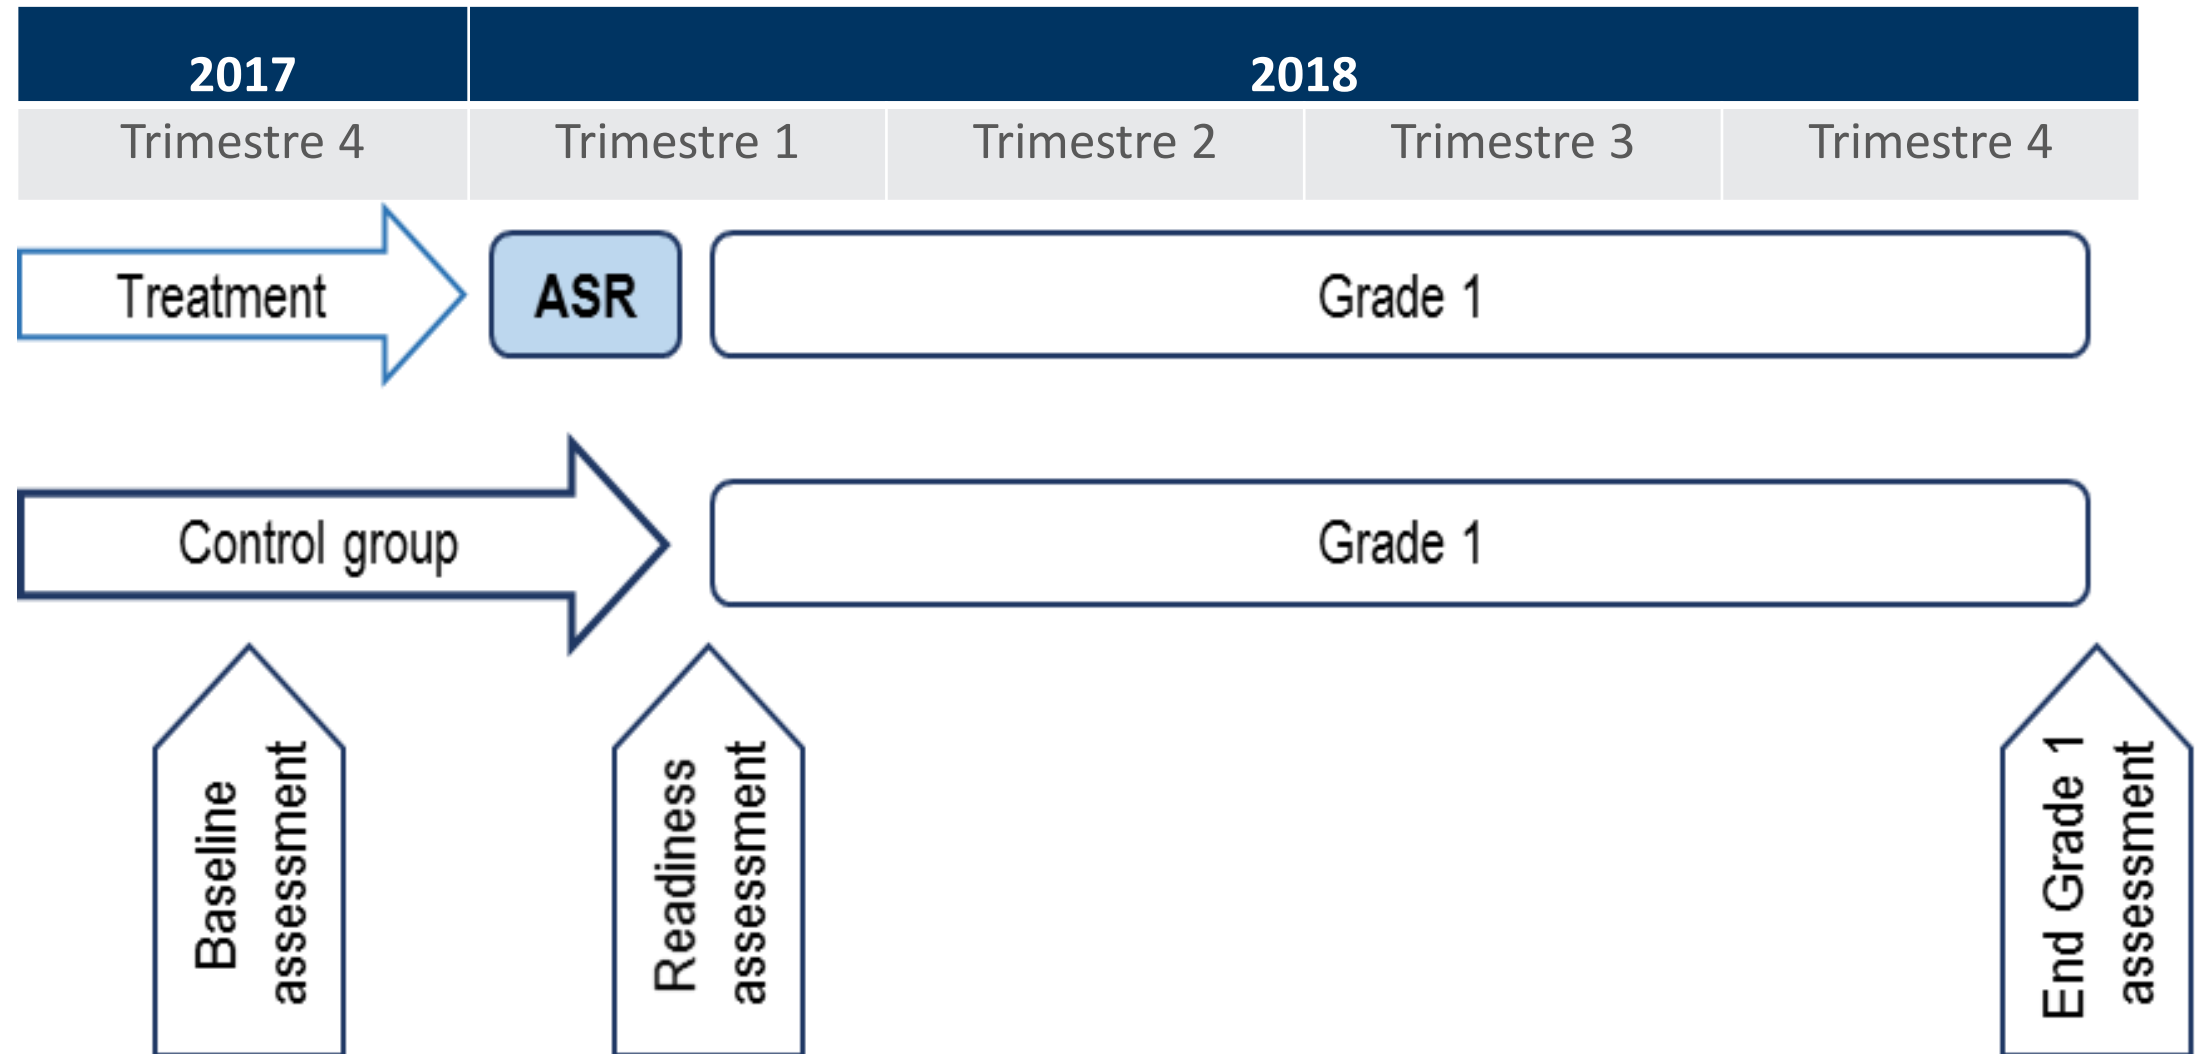 2017
2018
Trimestre 4
Trimestre 1
Trimestre 2
Trimestre 3
Trimestre 4
Treatment
ASR
Grade 1
Control group
Grade 1
Baseline
assessment
Readiness
assessment
End Grade 1
assessment